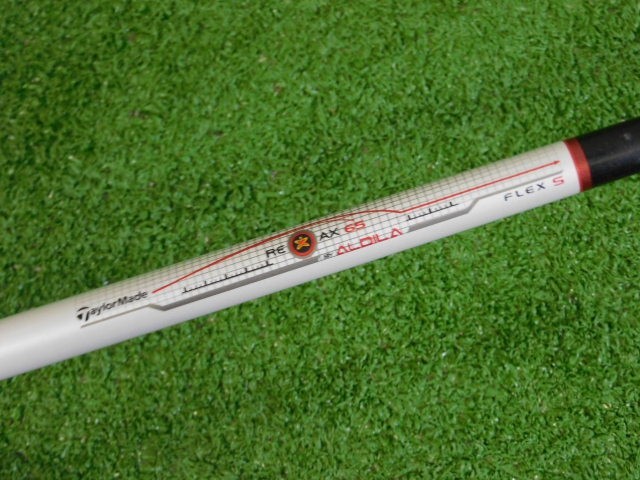 TaylorMade
RE AX 65
ALDILA
FLEX S